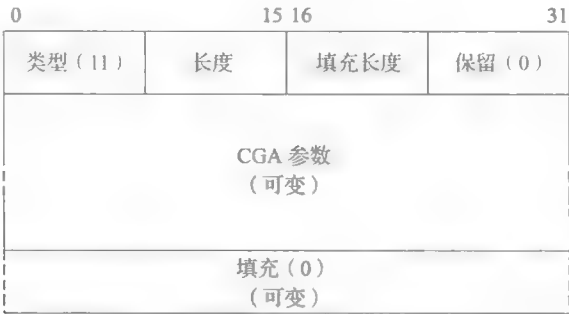 0 15 16 31
类型（11） 长度 填充长度 保留（0）
CGA 参数
（可变）
填充（0）
（可变）